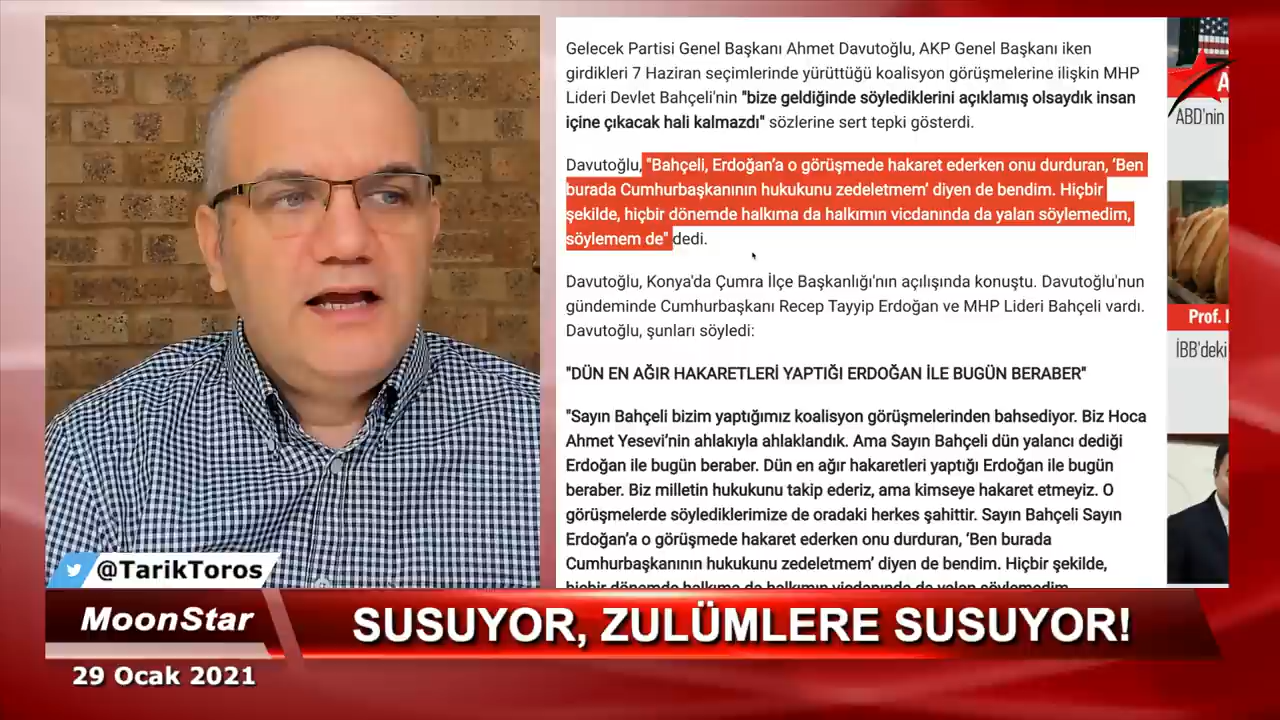 Gelecek Partisi Genel Başkanı Ahmet Davutoğlu, AKP Genel Başkanı iken
girdikleri 7 Haziran seçimlerinde yürüttüğü koalisyon görüşmelerine ilişkin MHP
Lideri Devlet Bahçeli'nin "bize geldiğinde söylediklerini açıklamış olsaydık insan
içine çıkacak hali kalmazdı" sözlerine sert tepki gösterdi.
Davutoğlu, "Bahçeli, Erdoğan’a o görüşmede hakaret ederken onu durduran, ‘Ben
burada Cumhurbaşkanının hukukunu zedeletmem’ diyen de bendim. Hiçbir
şekilde, hiçbir dönemde halkıma da halkımın vicdanında da yalan söylemedim,
söylemem de" dedi.
Davutoğlu, Konya'da Çumra İlçe Başkanlığı'nın açılışında konuştu. Davutoğlu'nun
gündeminde Cumhurbaşkanı Recep Tayyip Erdoğan ve MHP Lideri Bahçeli vardı.
Davutoğlu, şunları söyledi:
"DÜN EN AĞIR HAKARETLERİ YAPTIĞI ERDOĞAN İLE BUGÜN BERABER"
"Sayın Bahçeli bizim yaptığımız koalisyon görüşmelerinden bahsediyor. Biz Hoca
Ahmet Yesevi’nin ahlakıyla ahlaklandık. Ama Sayın Bahçeli dün yalancı dediği
Erdoğan ile bugün beraber. Dün en ağır hakaretleri yaptığı Erdoğan ile bugün
beraber. Biz milletin hukukunu takip ederiz, ama kimseye hakaret etmeyiz. O
görüşmelerde söylediklerimize de oradaki herkes şahittir. Sayın Bahçeli Sayın
Erdoğan’a o görüşmede hakaret ederken onu durduran, ‘Ben burada
Cumhurbaşkanının hukukunu zedeletmem’ diyen de bendim. Hiçbir şekilde,
hiçbir dönemde halkıma da halkımın vicdanında da yalan söylemedim,
A
ABD'nin
Prof. I
İBB'deki
@TarikToros
MoonStar
SUSUYOR, ZULÜMLERE SUSUYOR!
29 Ocak 2021